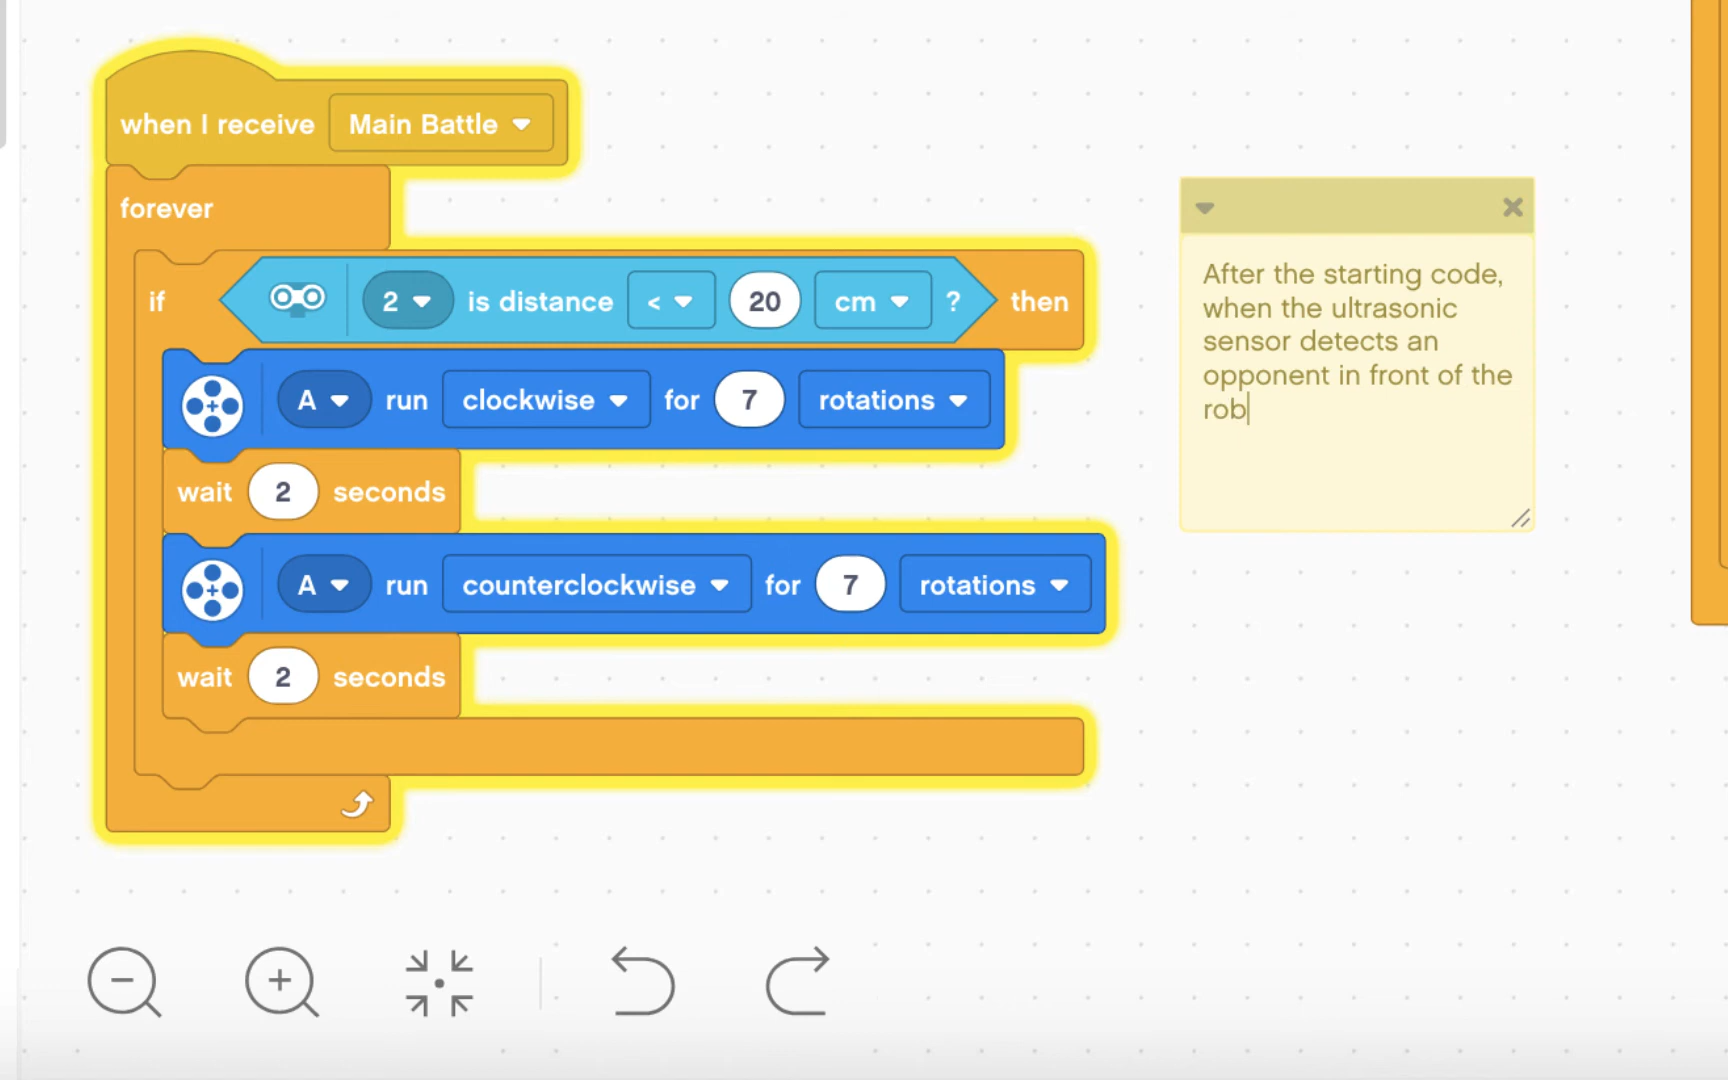 when I receive Main Battle
forever
if 2 is distance < 20 cm ? then
A run clockwise for 7 rotations
wait 2 seconds
A run counterclockwise for 7 rotations
wait 2 seconds
After the starting code,
when the ultrasonic
sensor detects an
opponent in front of the
rob